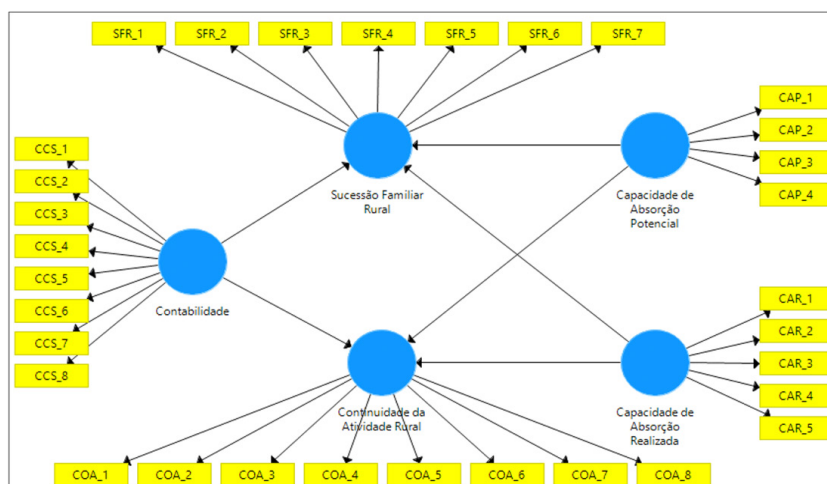 SFR_1 SFR_2 SFR_3 SFR_4 SFR_5 SFR_6 SFR_7
CAP_1
CAP_2
CAP_3
CAP_4
CCS_1
CCS_2
CCS_3
CCS_4
CCS_5
CCS_6
CCS_7
CCS_8
Sucessão Familiar
Rural
Capacidade de
Absorção
Potencial
Contabilidade
CAR_1
CAR_2
CAR_3
CAR_4
CAR_5
Continuidade da
Atividade Rural
Capacidade de
Absorção
Realizada
COA_1 COA_2 COA_3 COA_4 COA_5 COA_6 COA_7 COA_8